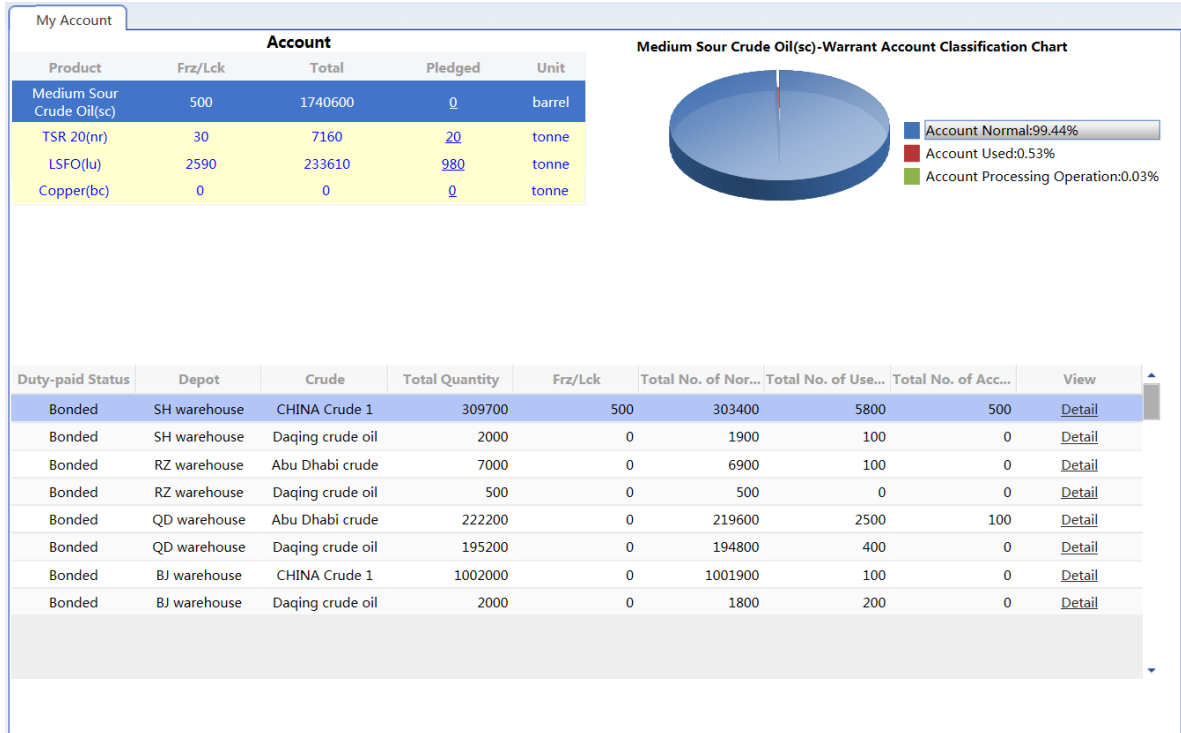 My Account
Account
Product Frz/Lck Total Pledged Unit
Medium Sour
Crude Oil(sc) 500 1740600 0 barrel
TSR 20(nr) 30 7160 20 tonne
LSFO(lu) 2590 233610 980 tonne
Copper(bc) 0 0 0 tonne
Medium Sour Crude Oil(sc)-Warrant Account Classification Chart
Account Normal:99.44%
Account Used:0.53%
Account Processing Operation:0.03%
Duty-paid Status Depot Crude Total Quantity Frz/Lck Total No. of Nor... Total No. of Use... Total No. of Acc... View
Bonded SH warehouse CHINA Crude 1 309700 500 303400 5800 500 Detail
Bonded SH warehouse Daqing crude oil 2000 0 1900 100 0 Detail
Bonded RZ warehouse Abu Dhabi crude 7000 0 6900 100 0 Detail
Bonded RZ warehouse Daqing crude oil 500 0 500 0 0 Detail
Bonded QD warehouse Abu Dhabi crude 222200 0 219600 2500 100 Detail
Bonded QD warehouse Daqing crude oil 195200 0 194800 400 0 Detail
Bonded BJ warehouse CHINA Crude 1 1002000 0 1001900 100 0 Detail
Bonded BJ warehouse Daqing crude oil 2000 0 1800 200 0 Detail